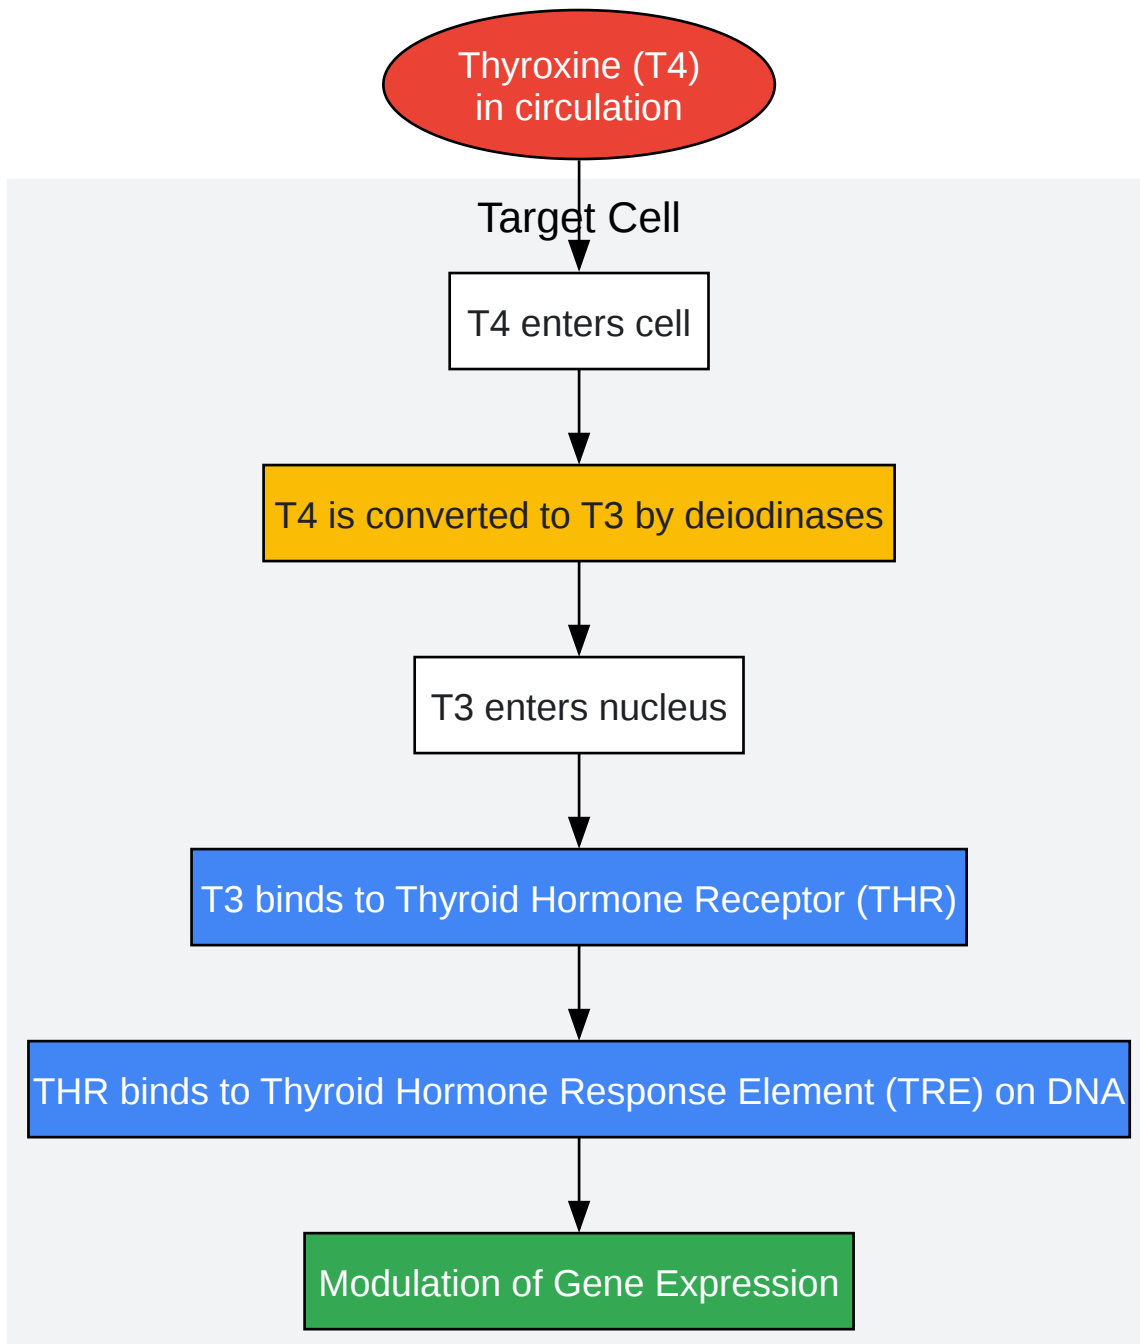 Thyroxine (T4)
in circulation
Target Cell
T4 enters cell
T4 is converted to T3 by deiodinases
T3 enters nucleus
T3 binds to Thyroid Hormone Receptor (THR)
THR binds to Thyroid Hormone Response Element (TRE) on DNA
Modulation of Gene Expression